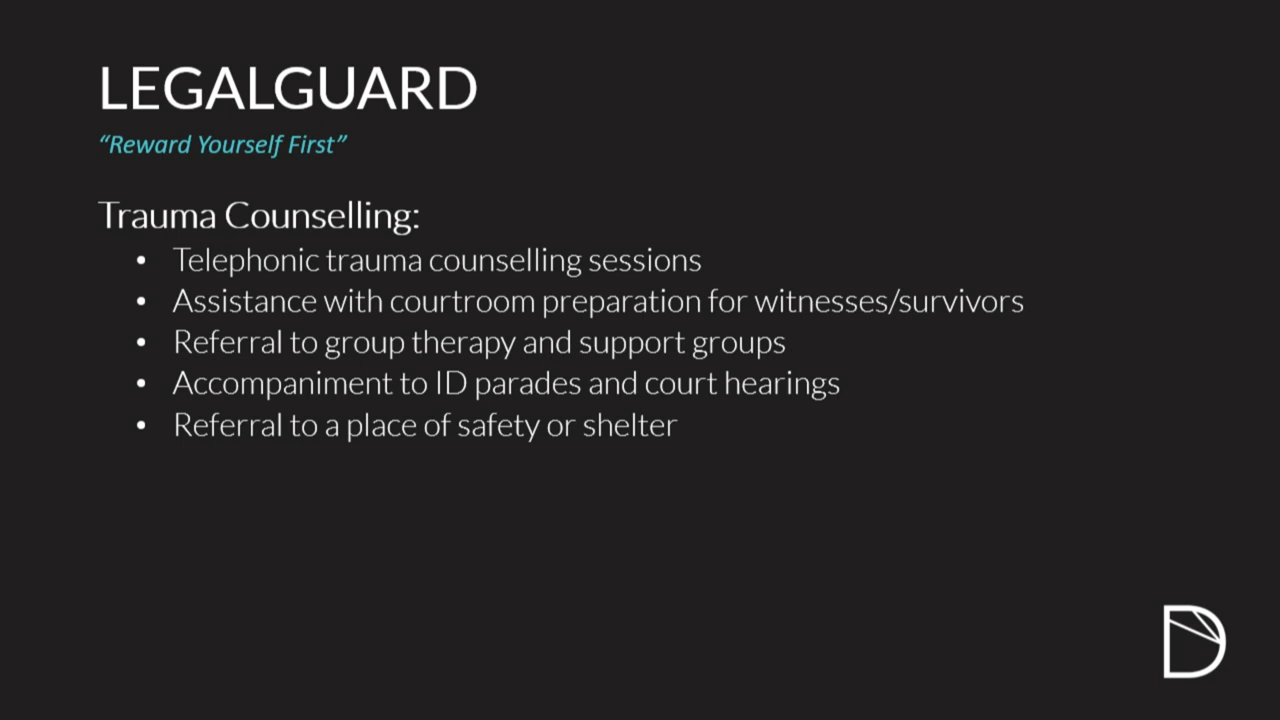 LEGALGUARD
“Reward Yourself First”
Trauma Counselling:
• Telephonic trauma counselling sessions
• Assistance with courtroom preparation for witnesses/survivors
• Referral to group therapy and support groups
• Accompaniment to ID parades and court hearings
• Referral to a place of safety or shelter
D